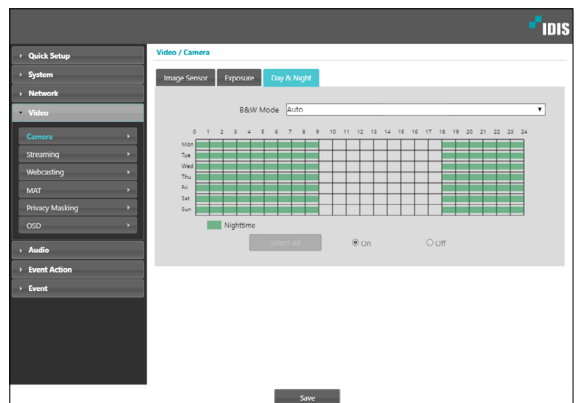 IDIS
Quick Setup
System
Network
Video
Camera
Streaming
Webcasting
MAT
Privacy Masking
OSD
Audio
Event Action
Event
Video / Camera
Image Sensor Exposure Day & Night
B&W Mode Auto
0 1 2 3 4 5 6 7 8 9 10 11 12 13 14 15 16 17 18 19 20 21 22 23 24
Mon
Tue
Wed
Thu
Fri
Sat
Sun
Nighttime
Select All On Off
Save